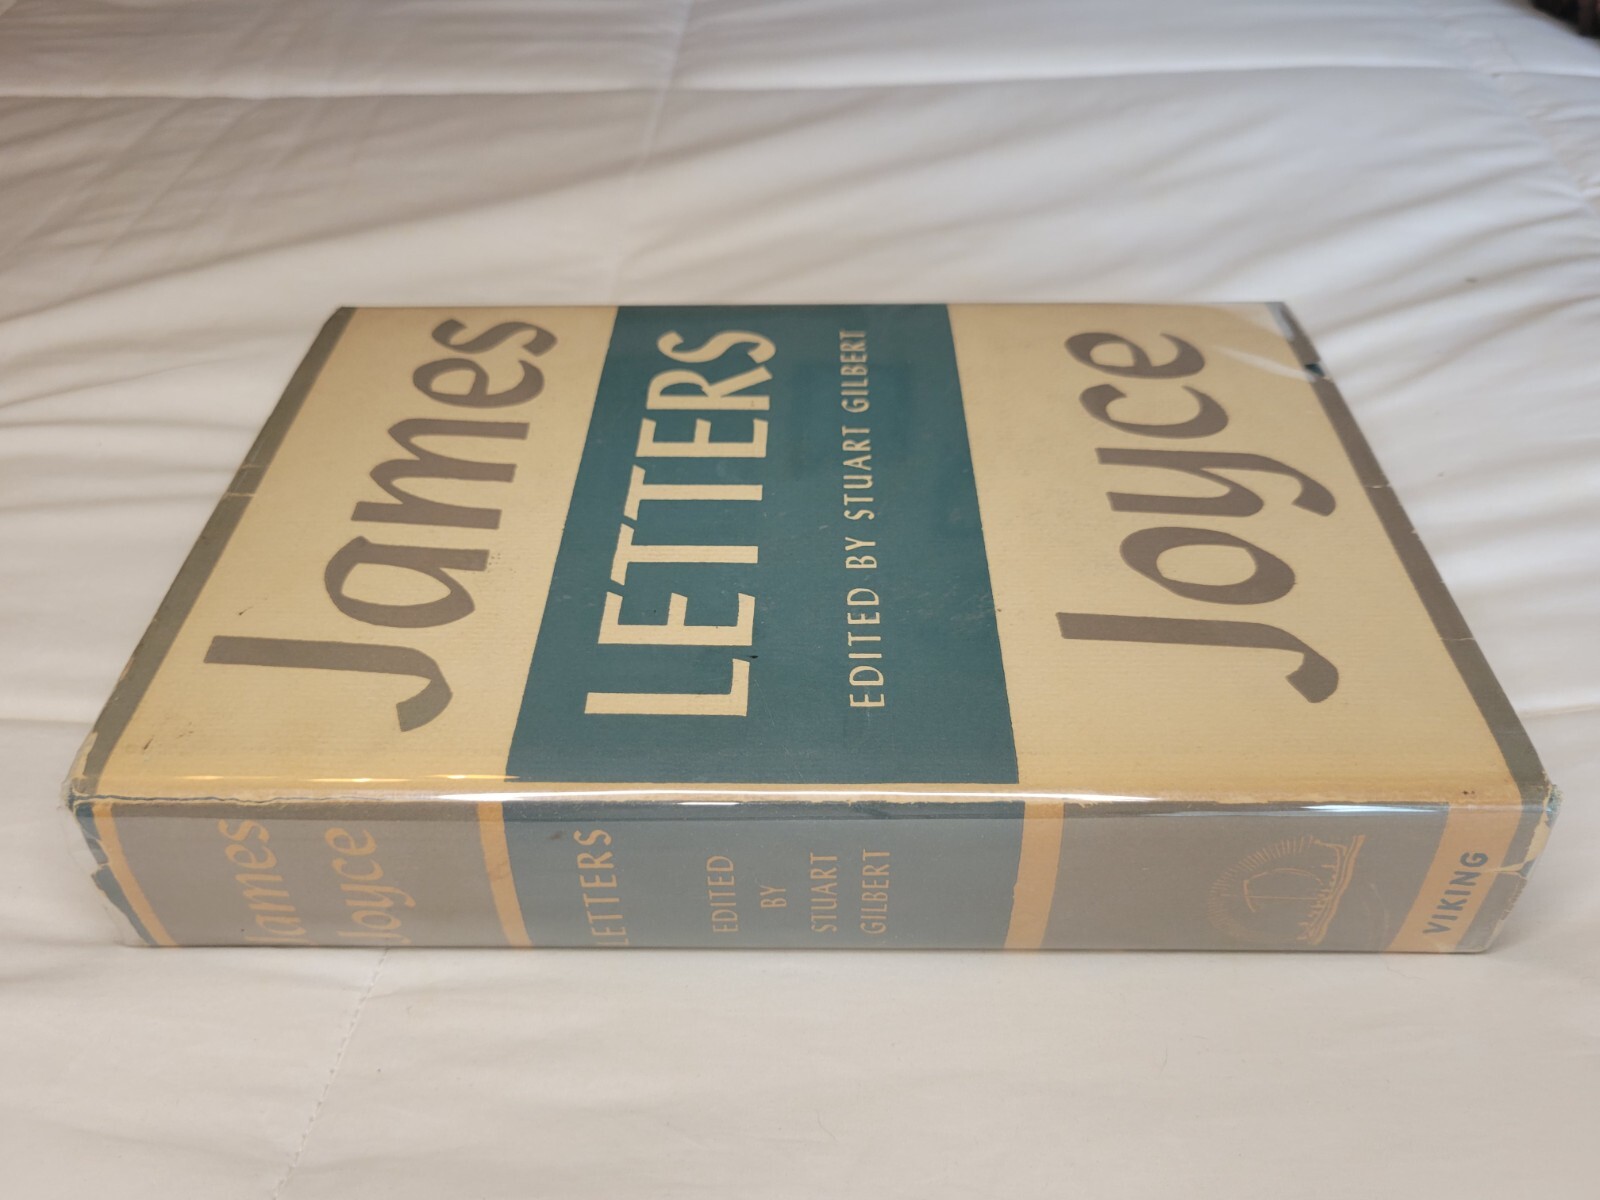 James
LETTERS
EDITED BY STUART GILBERT
Joyce
James
Joyce
LETTERS
EDITED
BY
STUART
GILBERT
VIKING